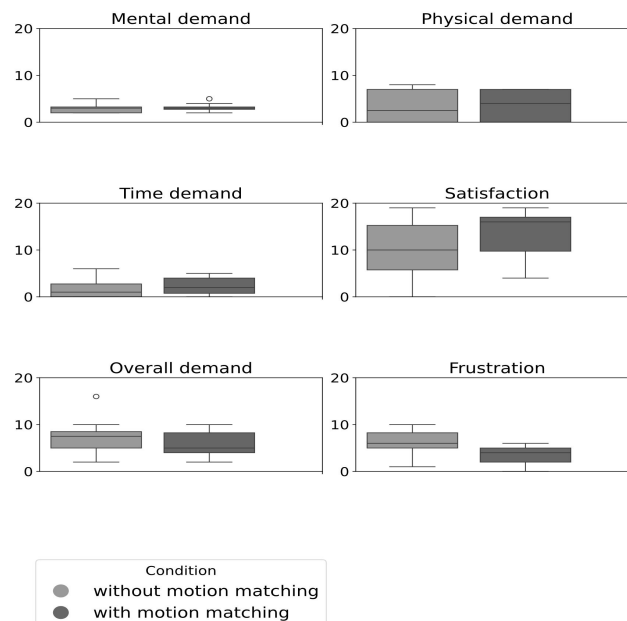 Mental demand
Physical demand
20
10
0
20
10
0
Time demand
Satisfaction
20
10
0
20
10
0
Overall demand
Frustration
20
10
0
20
10
0
Condition
without motion matching
with motion matching